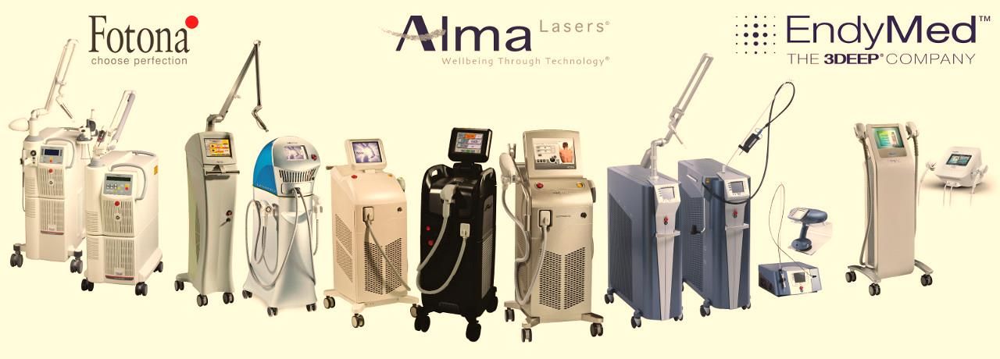 Fotona
choose perfection
Alma Lasers®
Wellbeing Through Technology®
EndyMed™
THE 3DEEP® COMPANY